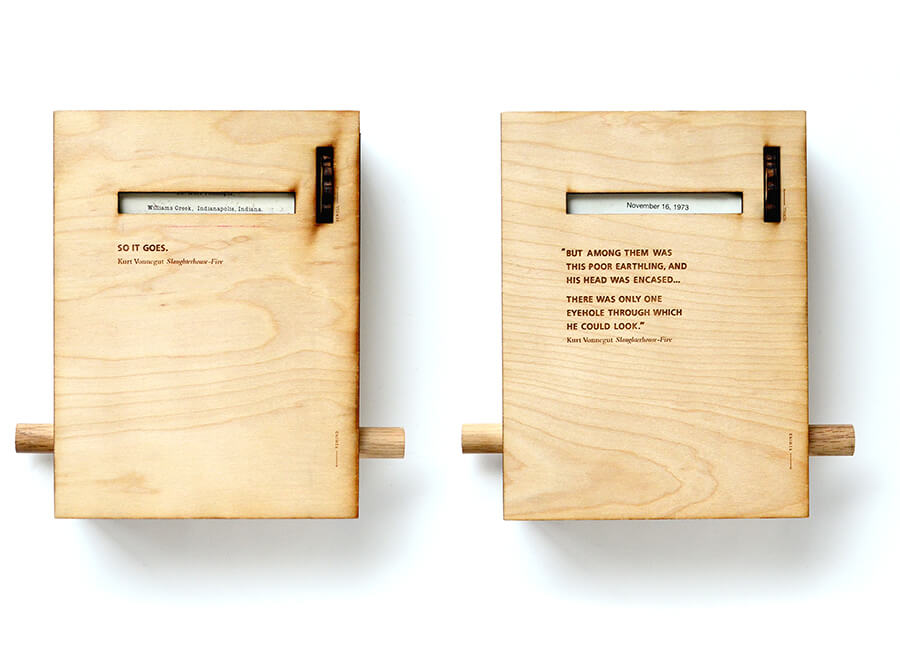 Williams Creek, Indianapolis, Indiana.
SO IT GOES.
Kurt Vonnegut Slaughterhouse-Five
November 16, 1973
“BUT AMONG THEM WAS
THIS POOR EARTHLING, AND
HIS HEAD WAS ENCASED...
THERE WAS ONLY ONE
EYEHOLE THROUGH WHICH
HE COULD LOOK.”
Kurt Vonnegut Slaughterhouse-Five